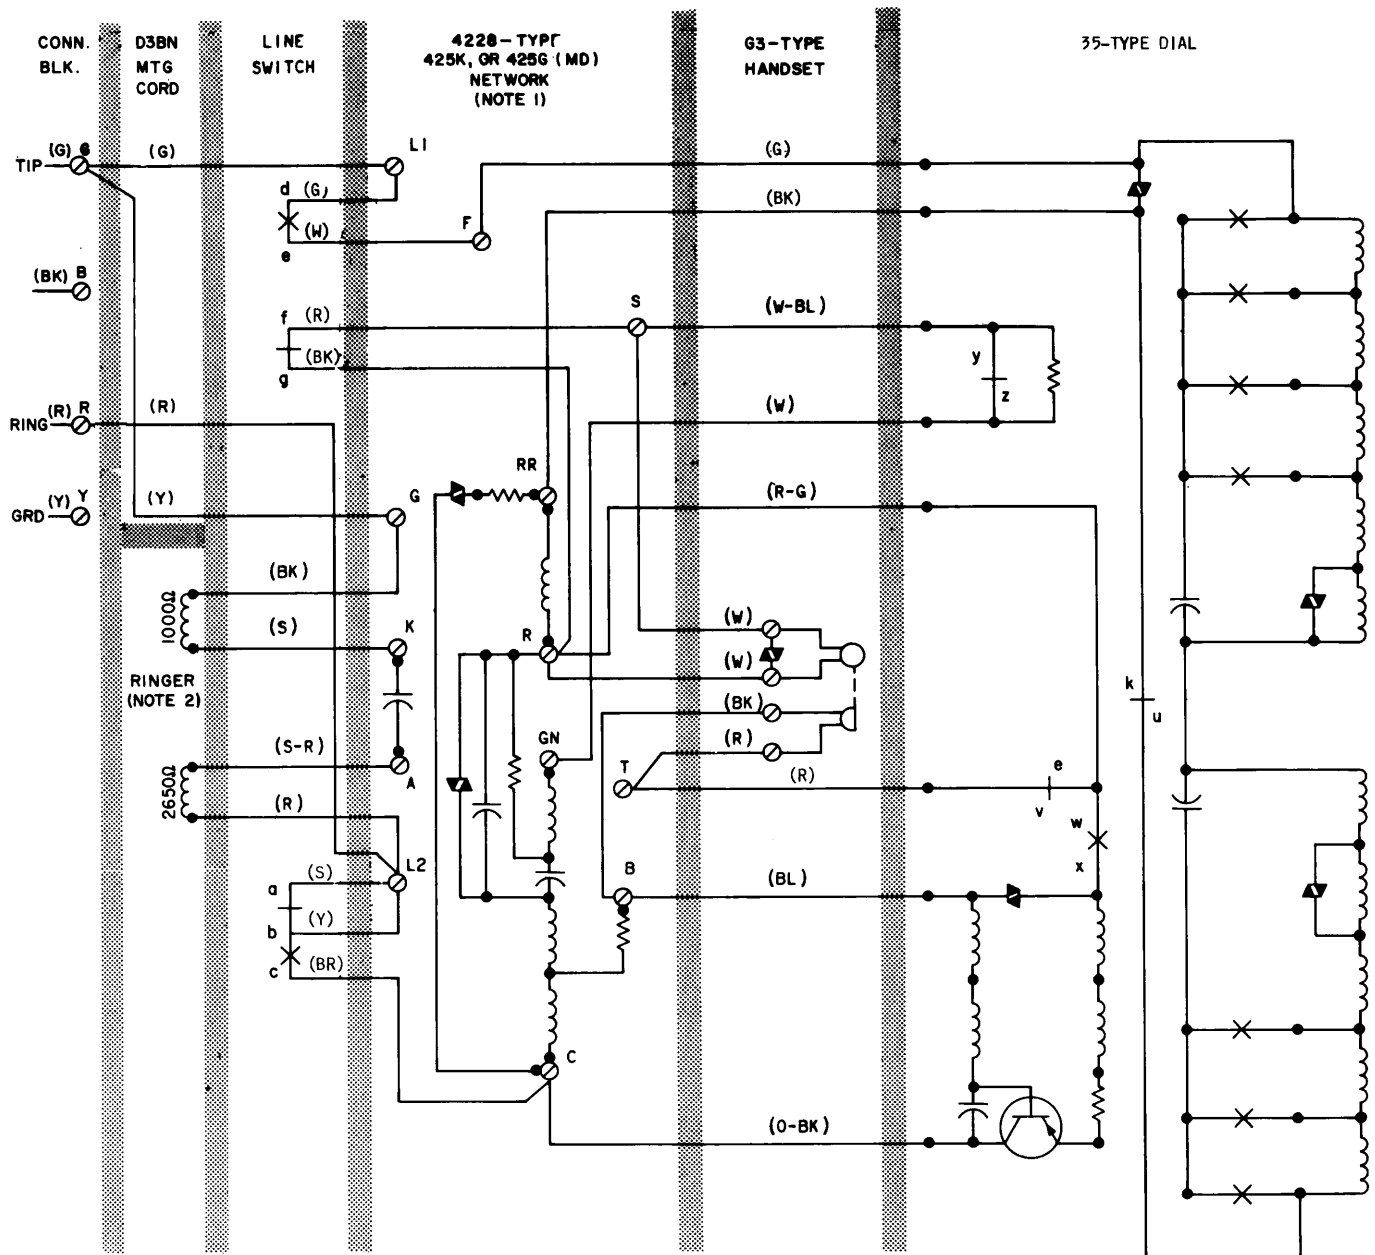 CONN.
BLK.
D3BN
MTG
CORD
LINE
SWITCH
4228-TYPE
425K, OR 425G (MD)
NETWORK
(NOTE 1)
G3-TYPE
HANDSET
35-TYPE DIAL
TIP (G) G
(G)
L1
(G)
d (G)
(BK)
F
(W)
e
(BK) B
S
(W-BL)
f (R)
(BK)
g
y
z
RING (R) R
(R)
(W)
RR
(R-G)
GRD (Y) Y
(Y)
G
(BK)
1000Ω
(S)
K
(W)
R
(W)
RINGER
(NOTE 2)
(BK)
k
u
(S-R)
A
GN
(R)
T
(R)
e
v
2650Ω
(R)
w
x
L2
a (S)
B
(BL)
(Y)
b
c (BR)
C
(O-BK)